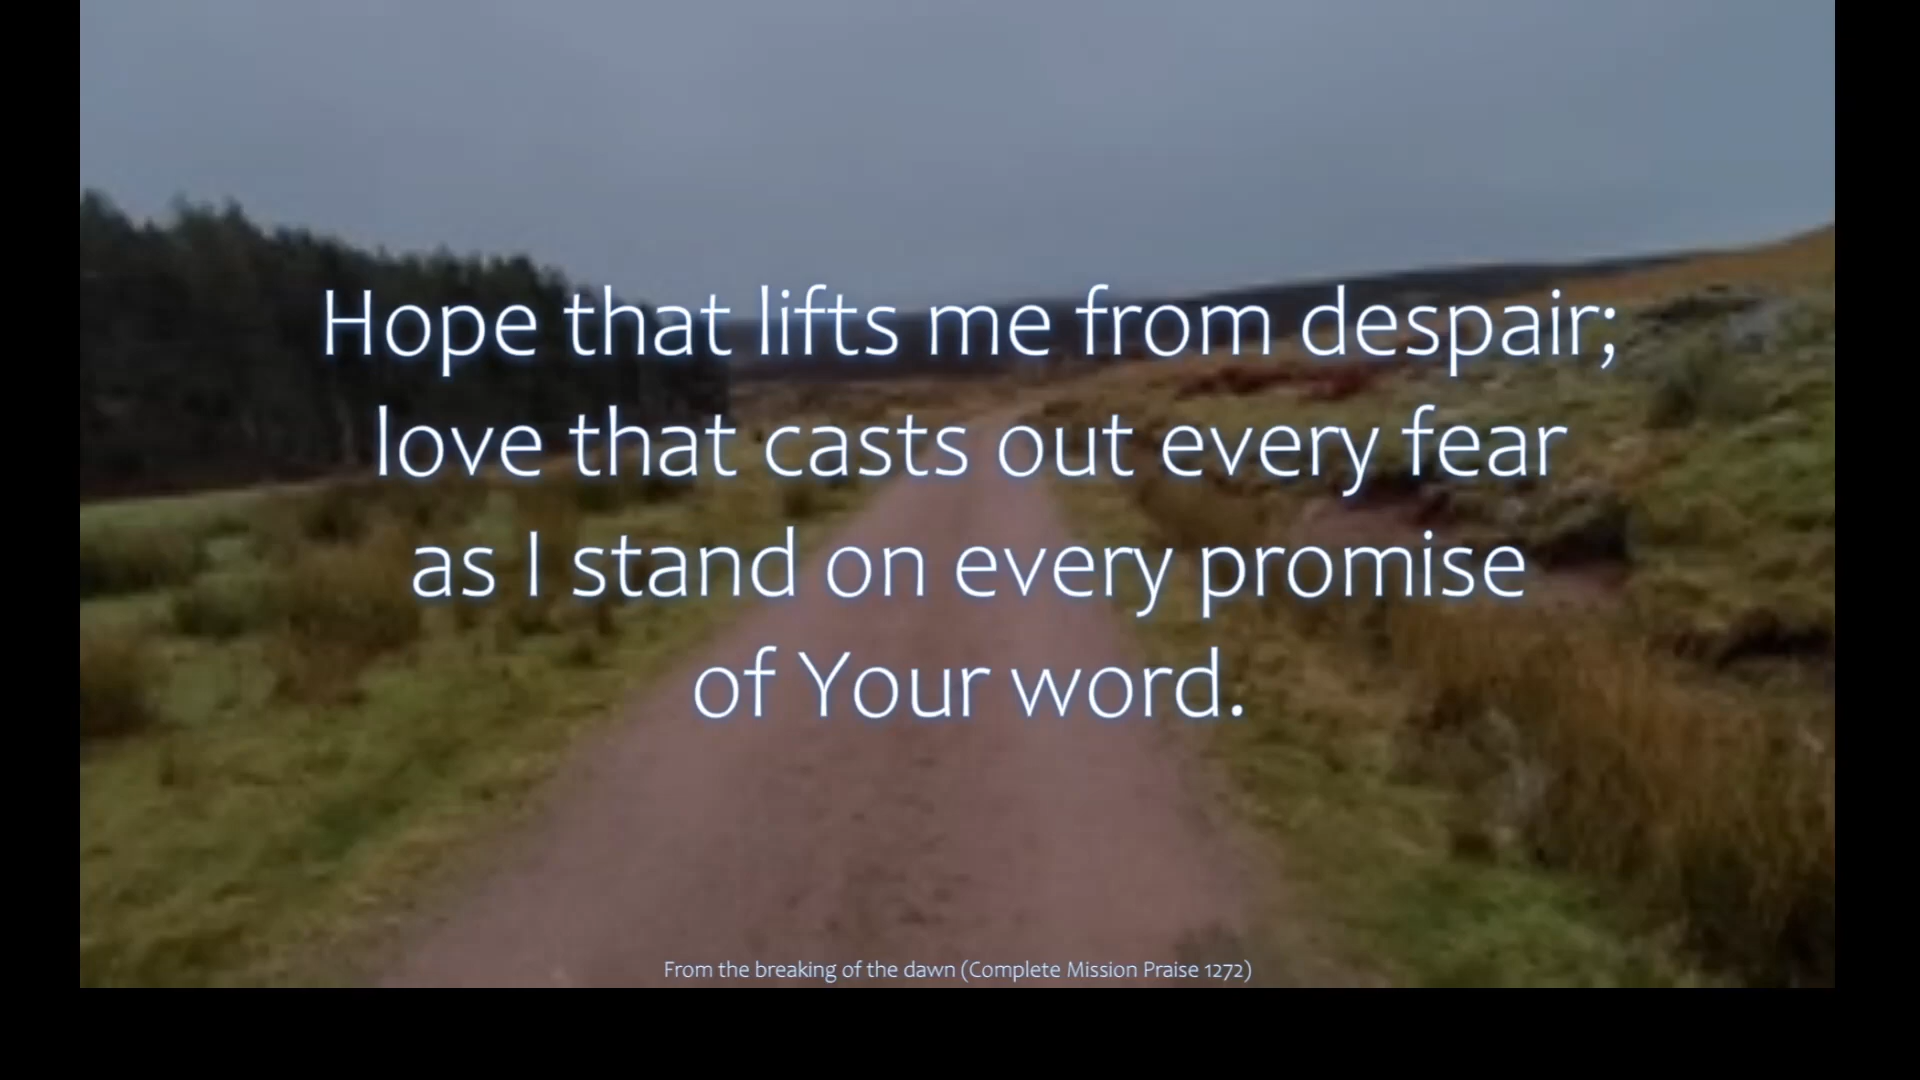 Hope that lifts me from despair;
love that casts out every fear
as I stand on every promise
of Your word.
From the breaking of the dawn (Complete Mission Praise 1272)